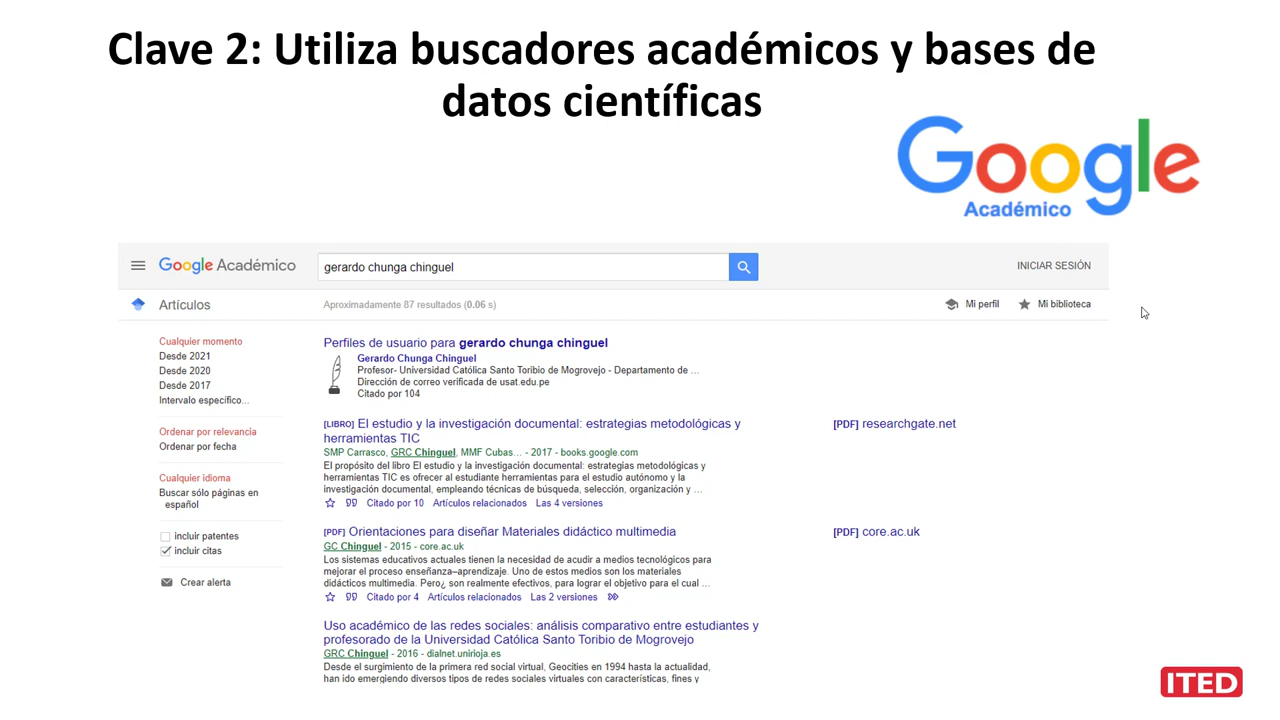 Clave 2: Utiliza buscadores académicos y bases de
datos científicas
Google
Académico
Google Académico
gerardo chunga chinguel
INICIAR SESIÓN
Artículos
Aproximadamente 87 resultados (0.06 s)
Mi perfil
Mi biblioteca
Cualquier momento
Desde 2021
Desde 2020
Desde 2017
Intervalo específico...
Ordenar por relevancia
Ordenar por fecha
Cualquier idioma
Buscar sólo páginas en
español
incluir patentes
incluir citas
Crear alerta
Perfiles de usuario para gerardo chunga chinguel
Gerardo Chunga Chinguel
Profesor- Universidad Católica Santo Toribio de Mogrovejo - Departamento de ...
Dirección de correo verificada de usat.edu.pe
Citado por 104
[LIBRO] El estudio y la investigación documental: estrategias metodológicas y
herramientas TIC
SMP Carrasco, GRC Chinguel, MMF Cubas... - 2017 - books.google.com
El propósito del libro El estudio y la investigación documental: estrategias metodológicas y
herramientas TIC es ofrecer al estudiante herramientas para el estudio autónomo y la
investigación documental, empleando técnicas de búsqueda, selección, organización y ...
Citado por 10 Artículos relacionados Las 4 versiones
[PDF] researchgate.net
[PDF] Orientaciones para diseñar Materiales didáctico multimedia
GC Chinguel - 2015 - core.ac.uk
Los sistemas educativos actuales tienen la necesidad de acudir a medios tecnológicos para
mejorar el proceso enseñanza–aprendizaje. Uno de estos medios son los materiales
didácticos multimedia. Pero¿ son realmente efectivos, para lograr el objetivo para el cual ...
Citado por 4 Artículos relacionados Las 2 versiones
[PDF] core.ac.uk
Uso académico de las redes sociales: análisis comparativo entre estudiantes y
profesorado de la Universidad Católica Santo Toribio de Mogrovejo
GRC Chinguel - 2016 - dialnet.unirioja.es
Desde el surgimiento de la primera red social virtual, Geocities en 1994 hasta la actualidad,
han ido emergiendo diversos tipos de redes sociales virtuales con características, fines y
ITED